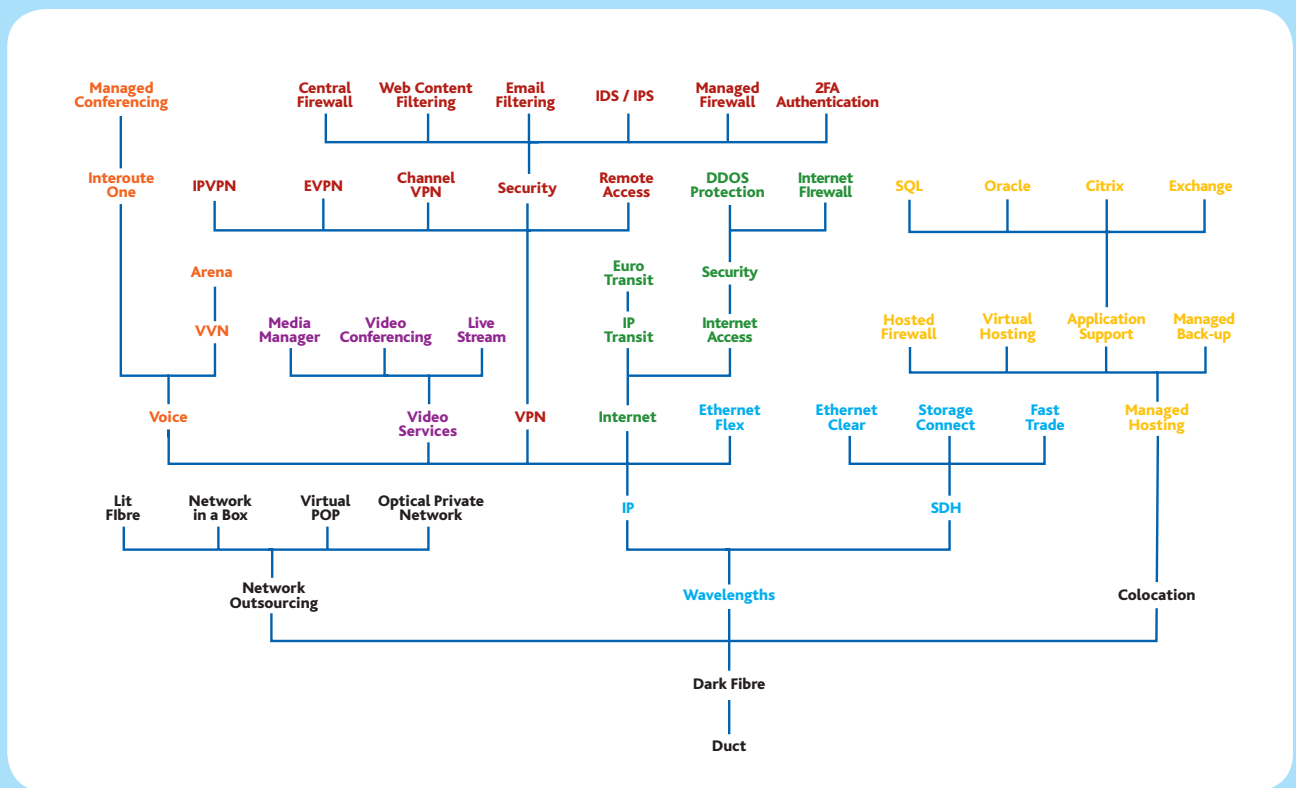 Managed
Conferencing
Central
Firewall
Web Content
Filtering
Email
Filtering
IDS / IPS
Managed
Firewall
2FA
Authentication
Interoute
One
IPVPN
EVPN
Channel
VPN
Security
Remote
Access
DDOS
Protection
Internet
FIrewall
SQL
Oracle
Citrix
Exchange
Arena
Euro
Transit
Security
VVN
Media
Manager
Video
Conferencing
Live
Stream
IP
Transit
Internet
Access
Hosted
Firewall
Virtual
Hosting
Application
Support
Managed
Back-up
Voice
Video
Services
VPN
Internet
Ethernet
Flex
Ethernet
Clear
Storage
Connect
Fast
Trade
Managed
Hosting
Lit
FIbre
Network
in a Box
Virtual
POP
Optical Private
Network
IP
SDH
Network
Outsourcing
Wavelengths
Colocation
Dark Fibre
Duct